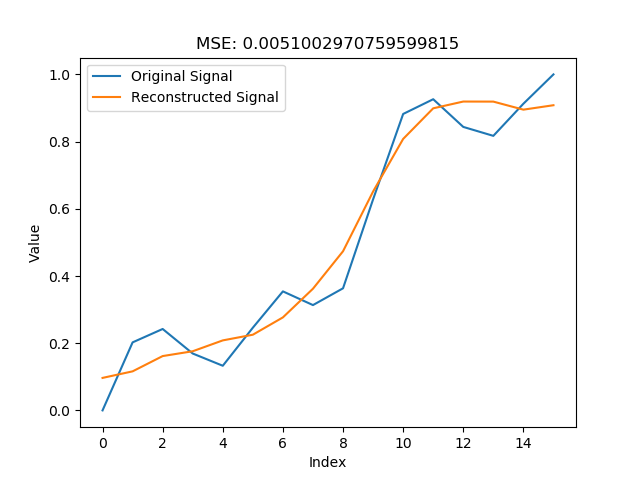 MSE: 0.0051002970759599815
Original Signal
Reconstructed Signal
1.0
0.8
0.6
0.4
0.2
0.0
Value
0 2 4 6 8 10 12 14
Index